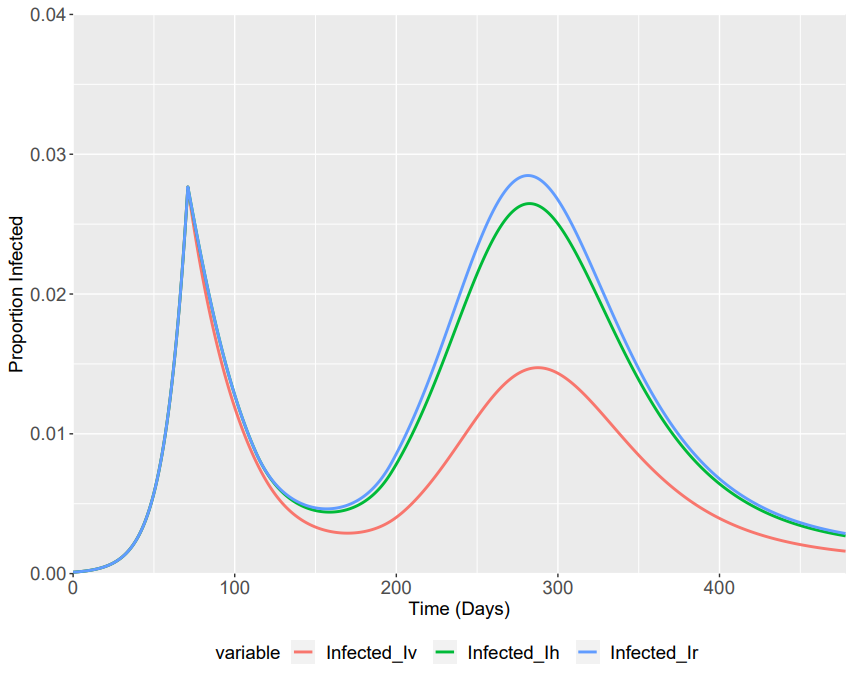 0.04
0.03
0.02
0.01
0.00
Proportion Infected
0 100 200 300 400
Time (Days)
variable Infected_Iv Infected_Ih Infected_Ir